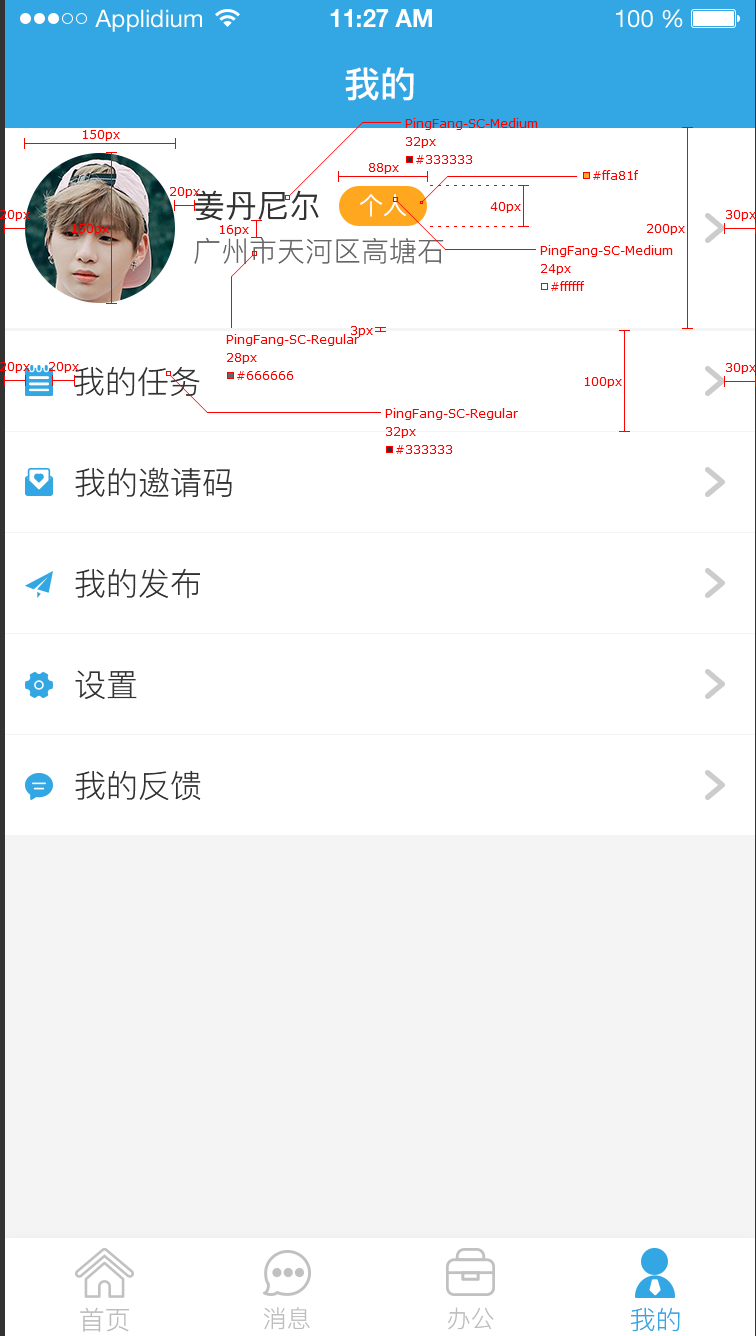 Applidium 11:27 AM 100 %
我的
150px
PingFang-SC-Medium
32px
#333333
88px
#ffa81f
20px
姜丹尼尔 个人
40px
20px
150px
16px
200px
30px
广州市天河区高塘石
PingFang-SC-Medium
24px
#ffffff
3px
PingFang-SC-Regular
28px
#666666
20px
20px
我的任务
100px
30px
PingFang-SC-Regular
32px
#333333
我的邀请码
我的发布
设置
我的反馈
首页 消息 办公 我的